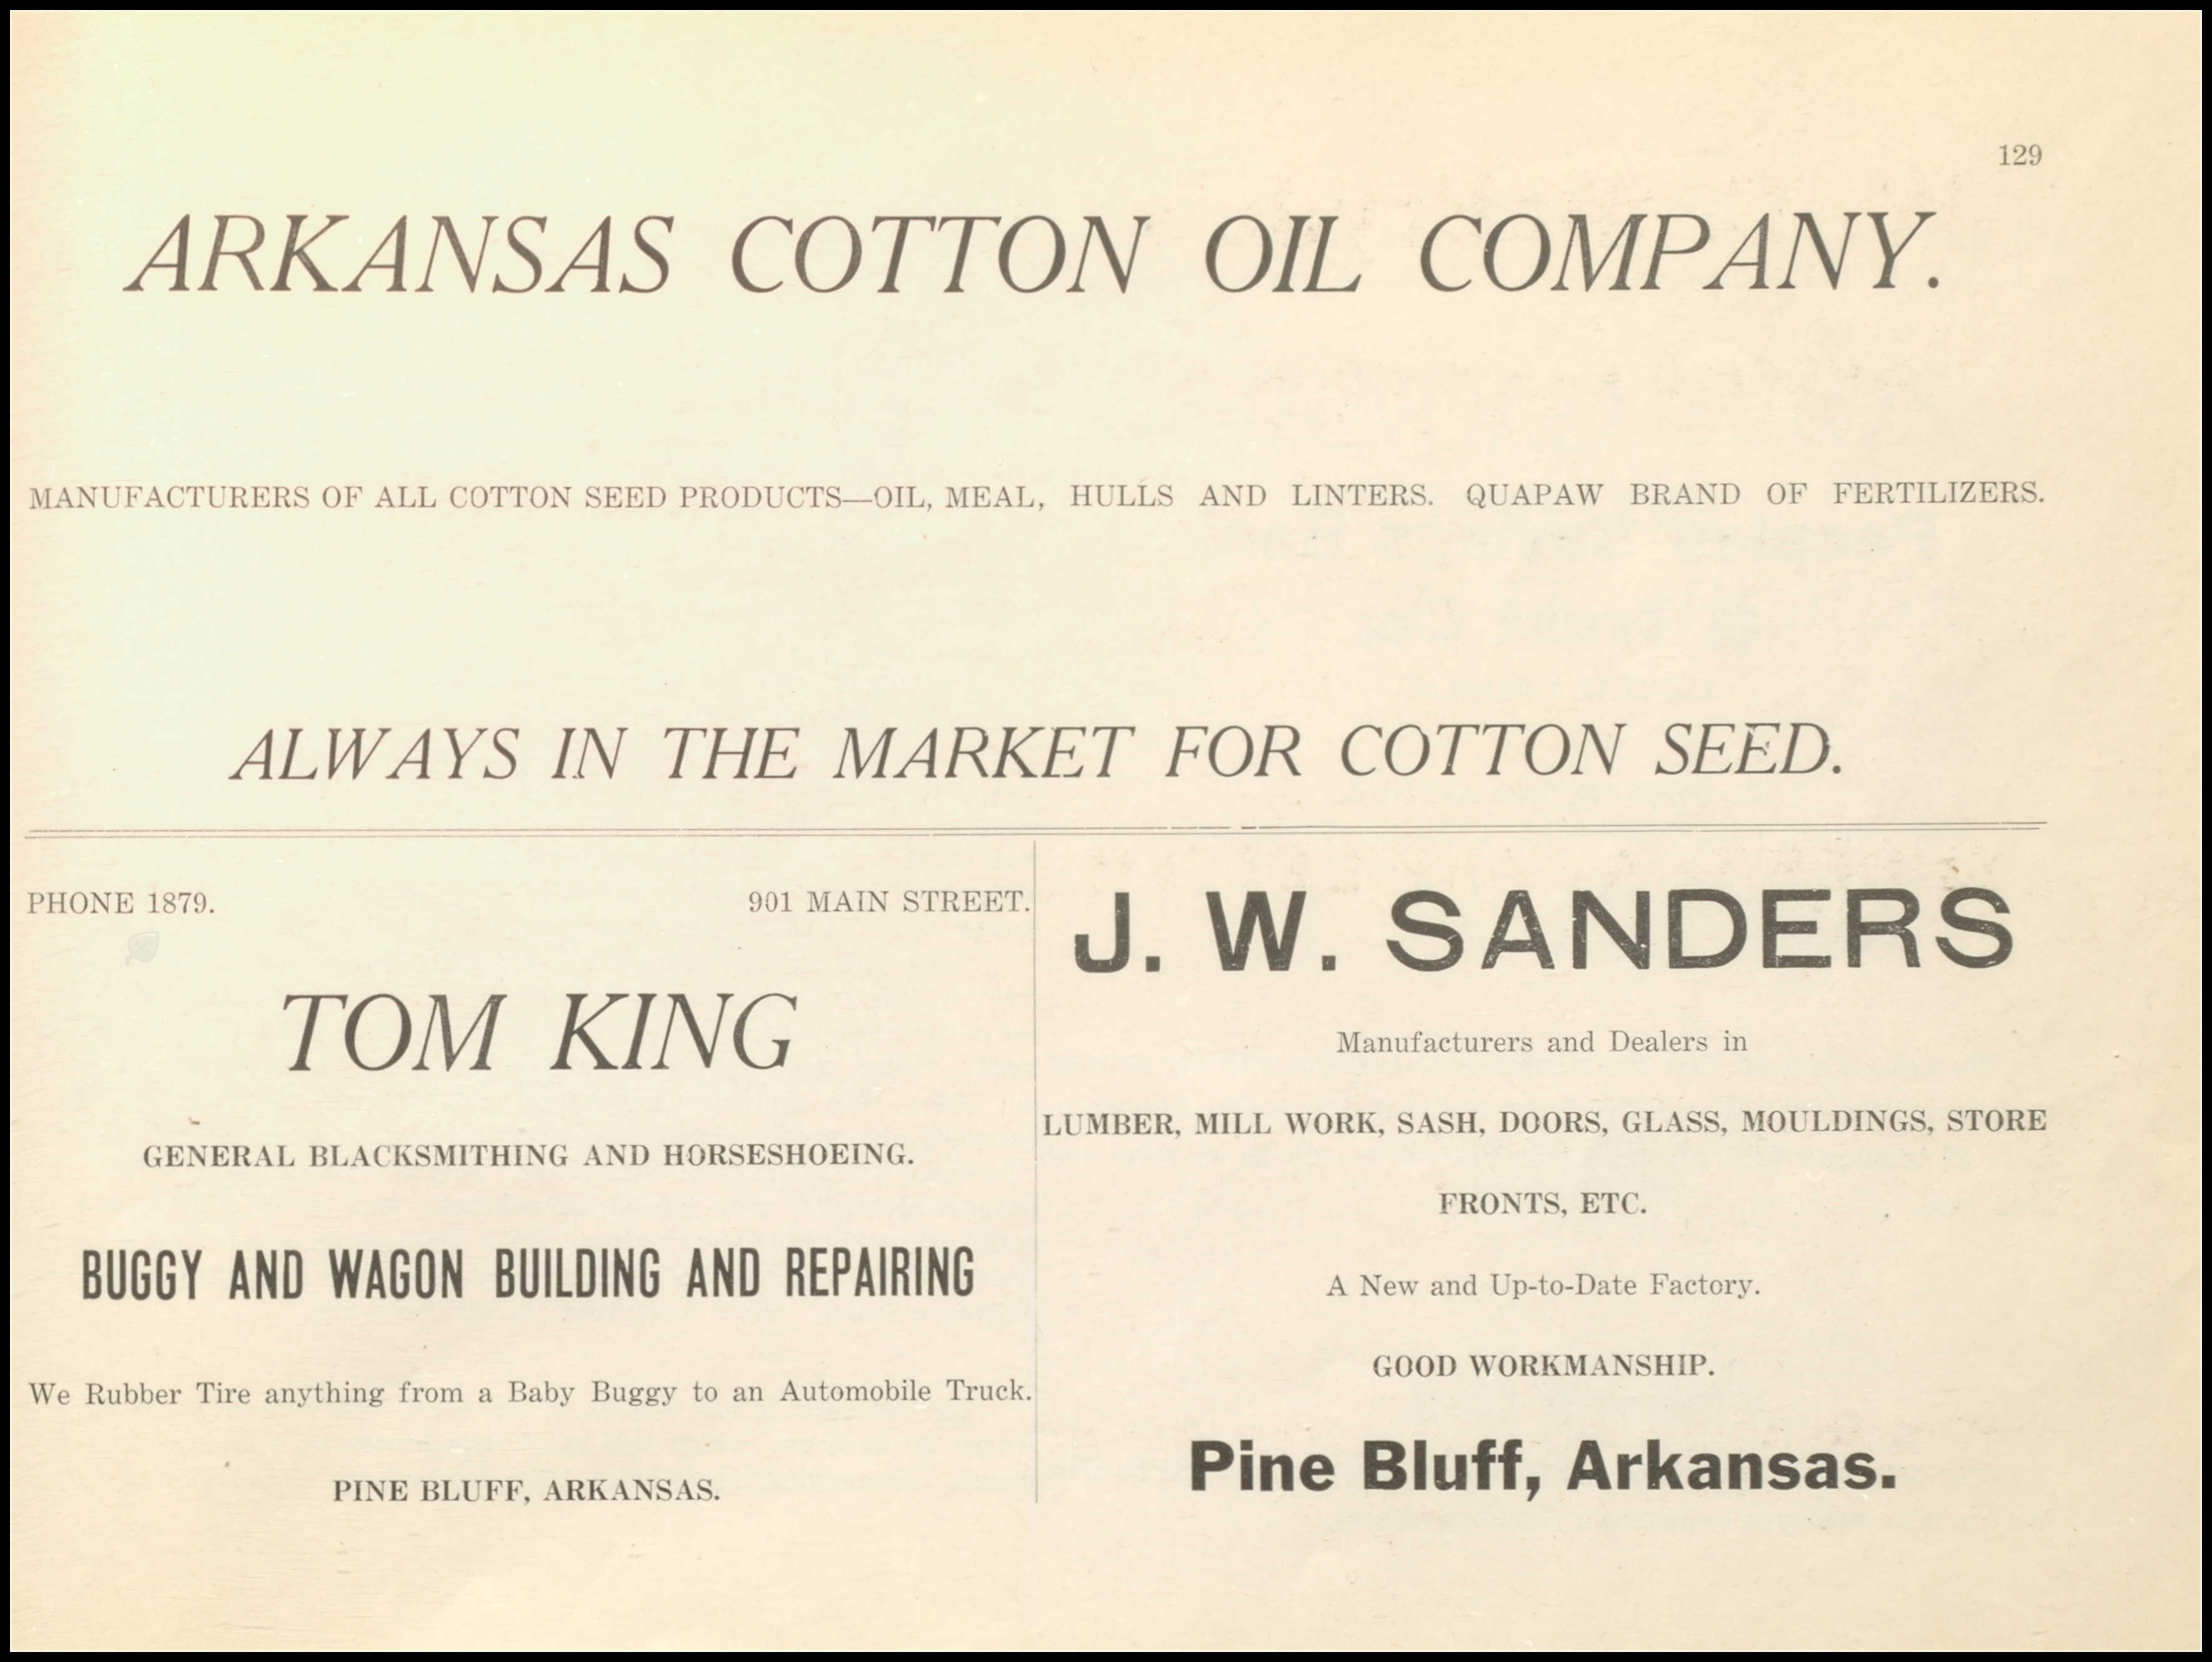 129
ARKANSAS COTTON OIL COMPANY.
MANUFACTURERS OF ALL COTTON SEED PRODUCTS—OIL, MEAL, HULLS AND LINTERS. QUAPAW BRAND OF FERTILIZERS.
ALWAYS IN THE MARKET FOR COTTON SEED.
PHONE 1879. 901 MAIN STREET.
TOM KING
GENERAL BLACKSMITHING AND HORSESHOEING.
BUGGY AND WAGON BUILDING AND REPAIRING
We Rubber Tire anything from a Baby Buggy to an Automobile Truck.
PINE BLUFF, ARKANSAS.
J. W. SANDERS
Manufacturers and Dealers in
LUMBER, MILL WORK, SASH, DOORS, GLASS, MOULDINGS, STORE
FRONTS, ETC.
A New and Up-to-Date Factory.
GOOD WORKMANSHIP.
Pine Bluff, Arkansas.